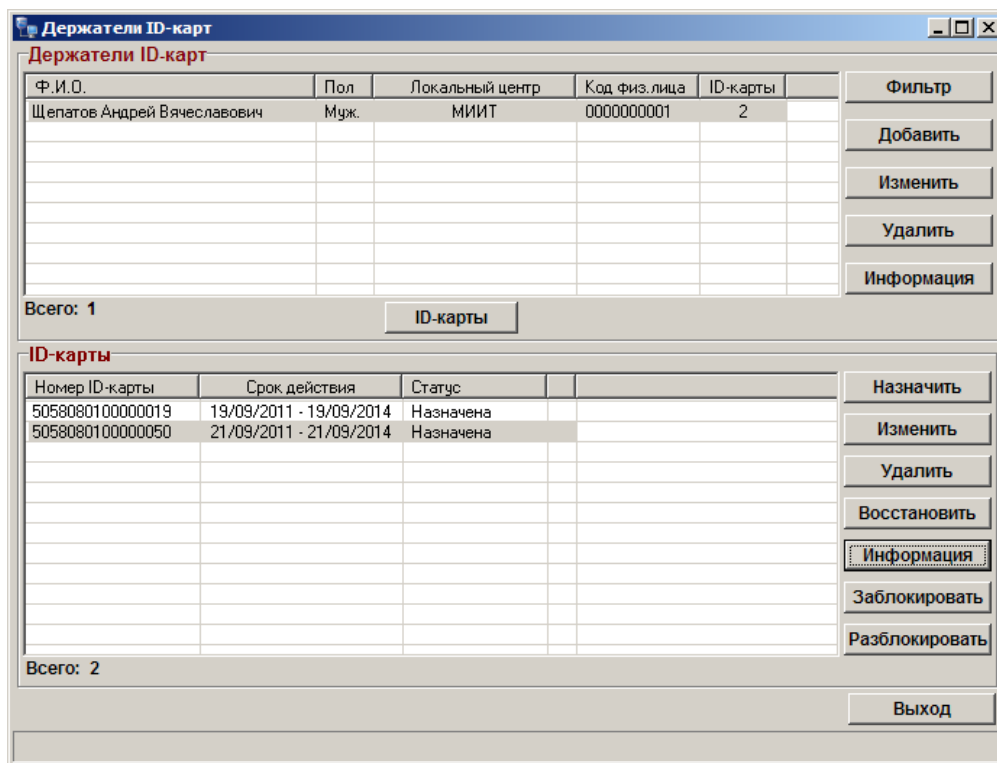 Держатели ID-карт
Держатели ID-карт
Ф.И.О. Пол Локальный центр Код физ.лица ID-карты
Щепатов Андрей Вячеславович Муж. МИИТ 0000000001 2
Фильтр
Добавить
Изменить
Удалить
Информация
Всего: 1
ID-карты
ID-карты
Номер ID-карты Срок действия Статус
5058080100000019 19/09/2011 - 19/09/2014 Назначена
5058080100000050 21/09/2011 - 21/09/2014 Назначена
Назначить
Изменить
Удалить
Восстановить
Информация
Заблокировать
Разблокировать
Всего: 2
Выход